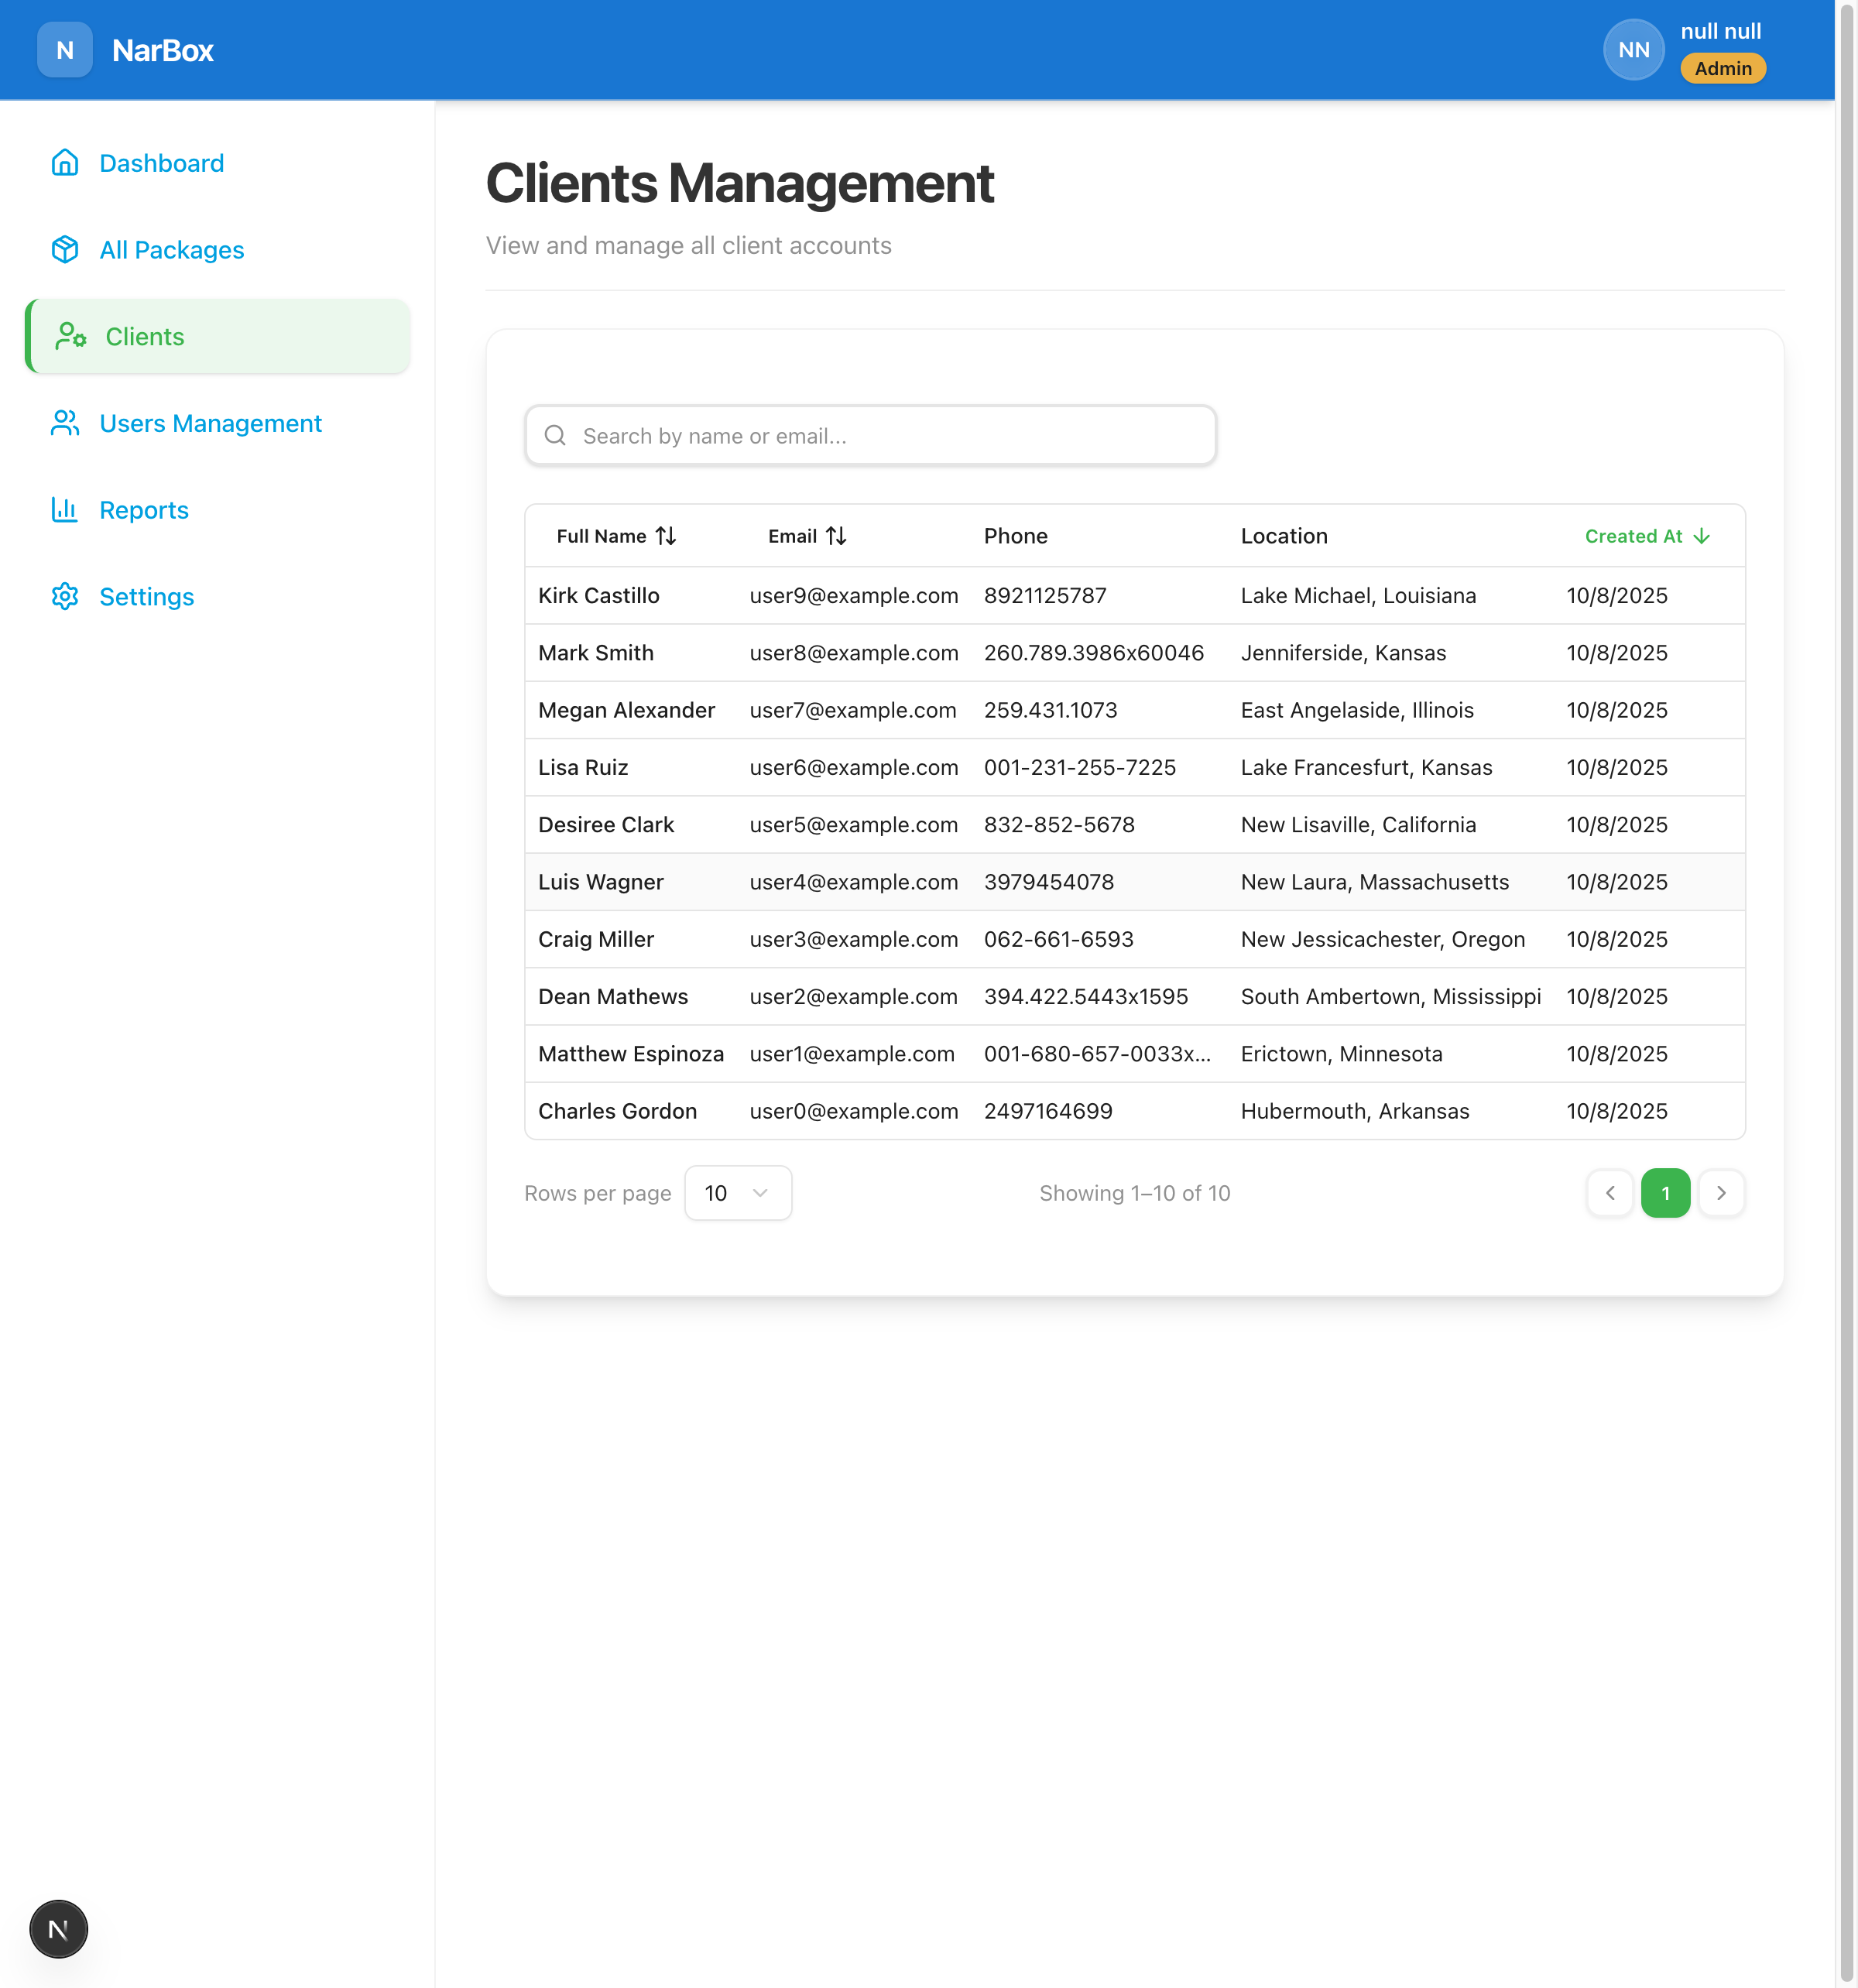 N NarBox
NN null null
Admin
Dashboard
All Packages
Clients
Users Management
Reports
Settings
Clients Management
View and manage all client accounts
Search by name or email...
Full Name Email Phone Location Created At
Kirk Castillo user9@example.com 8921125787 Lake Michael, Louisiana 10/8/2025
Mark Smith user8@example.com 260.789.3986x60046 Jenniferside, Kansas 10/8/2025
Megan Alexander user7@example.com 259.431.1073 East Angelaside, Illinois 10/8/2025
Lisa Ruiz user6@example.com 001-231-255-7225 Lake Francesfurt, Kansas 10/8/2025
Desiree Clark user5@example.com 832-852-5678 New Lisaville, California 10/8/2025
Luis Wagner user4@example.com 3979454078 New Laura, Massachusetts 10/8/2025
Craig Miller user3@example.com 062-661-6593 New Jessicachester, Oregon 10/8/2025
Dean Mathews user2@example.com 394.422.5443x1595 South Ambertown, Mississippi 10/8/2025
Matthew Espinoza user1@example.com 001-680-657-0033x... Erictown, Minnesota 10/8/2025
Charles Gordon user0@example.com 2497164699 Hubermouth, Arkansas 10/8/2025
Rows per page 10 Showing 1–10 of 10 1
N